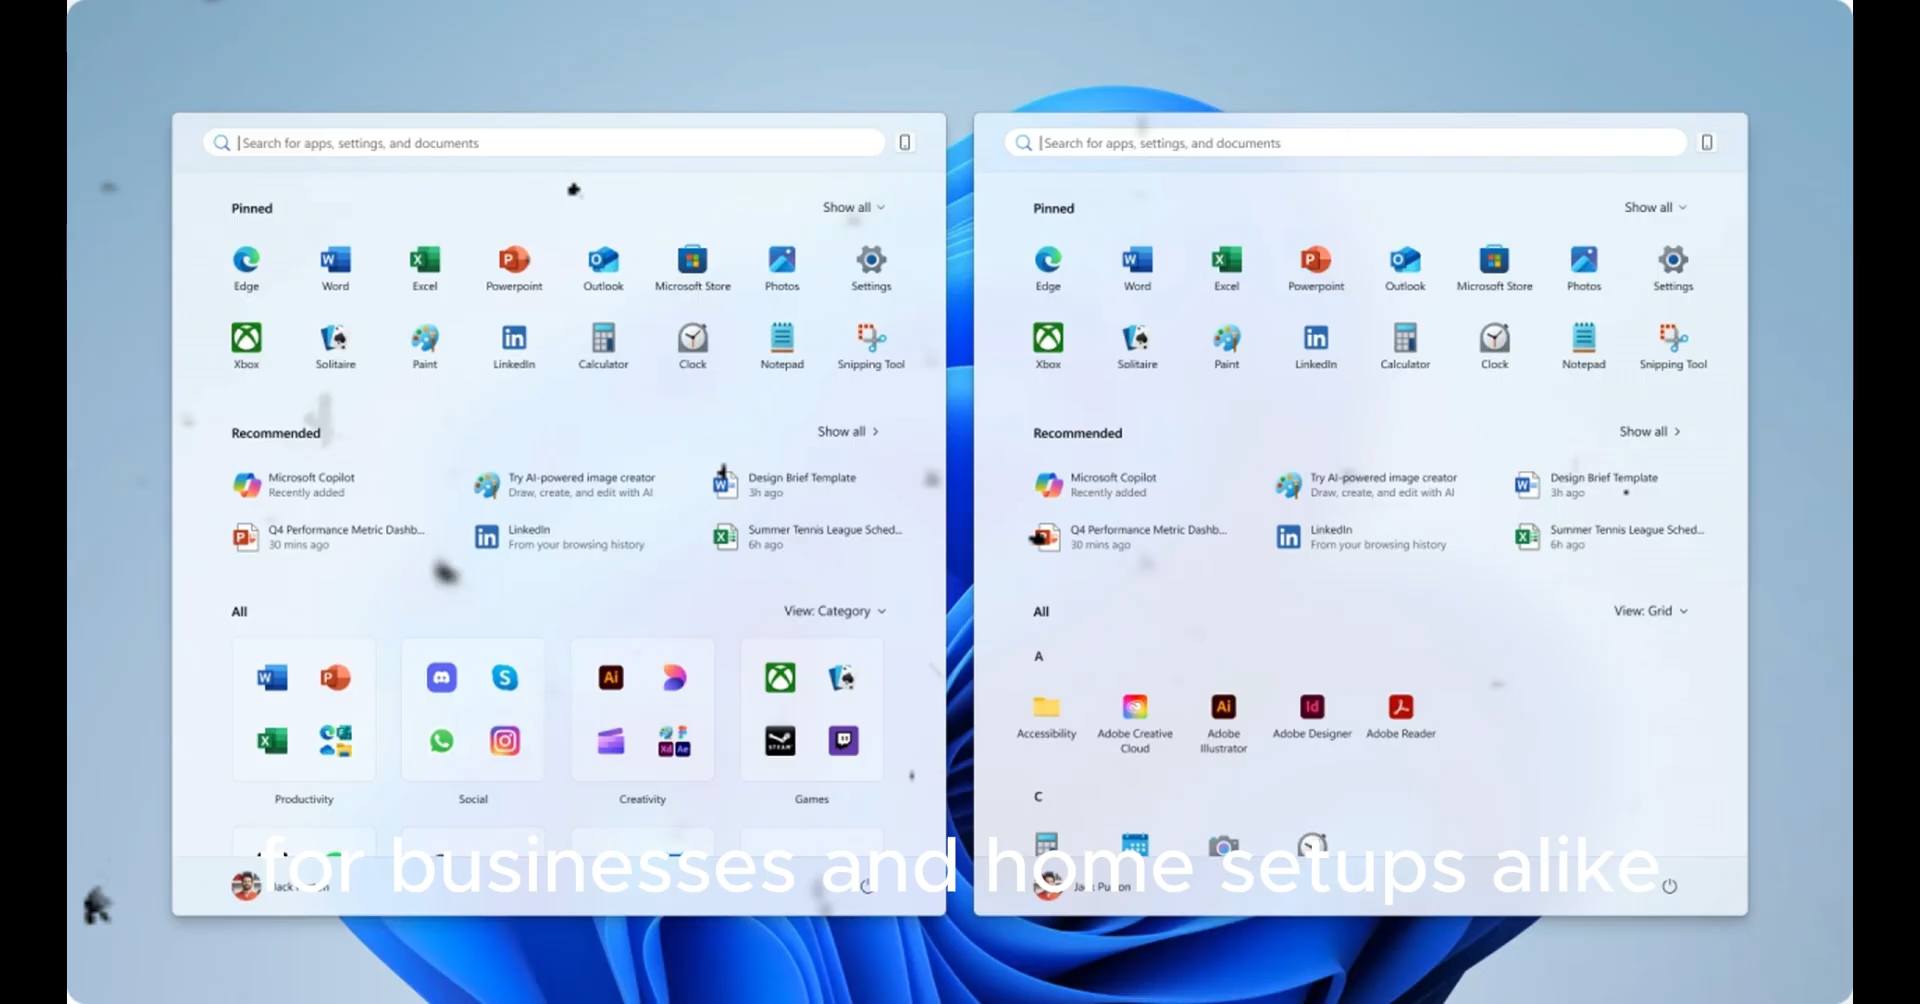 Search for apps, settings, and documents
Pinned
Show all
Edge
Word
Excel
Powerpoint
Outlook
Microsoft Store
Photos
Settings
Xbox
Solitaire
Paint
LinkedIn
Calculator
Clock
Notepad
Snipping Tool
Recommended
Show all
Microsoft Copilot
Recently added
Try AI-powered image creator
Draw, create, and edit with AI
Design Brief Template
3h ago
Q4 Performance Metric Dashb...
30 mins ago
LinkedIn
From your browsing history
Summer Tennis League Sched...
6h ago
All
View: Category
Productivity
Social
Creativity
Games
Search for apps, settings, and documents
Pinned
Show all
Edge
Word
Excel
Powerpoint
Outlook
Microsoft Store
Photos
Settings
Xbox
Solitaire
Paint
LinkedIn
Calculator
Clock
Notepad
Snipping Tool
Recommended
Show all
Microsoft Copilot
Recently added
Try AI-powered image creator
Draw, create, and edit with AI
Design Brief Template
3h ago
Q4 Performance Metric Dashb...
30 mins ago
LinkedIn
From your browsing history
Summer Tennis League Sched...
6h ago
All
View: Grid
A
Accessibility
Adobe Creative
Cloud
Adobe
Illustrator
Adobe Designer
Adobe Reader
C
for businesses and home setups alike